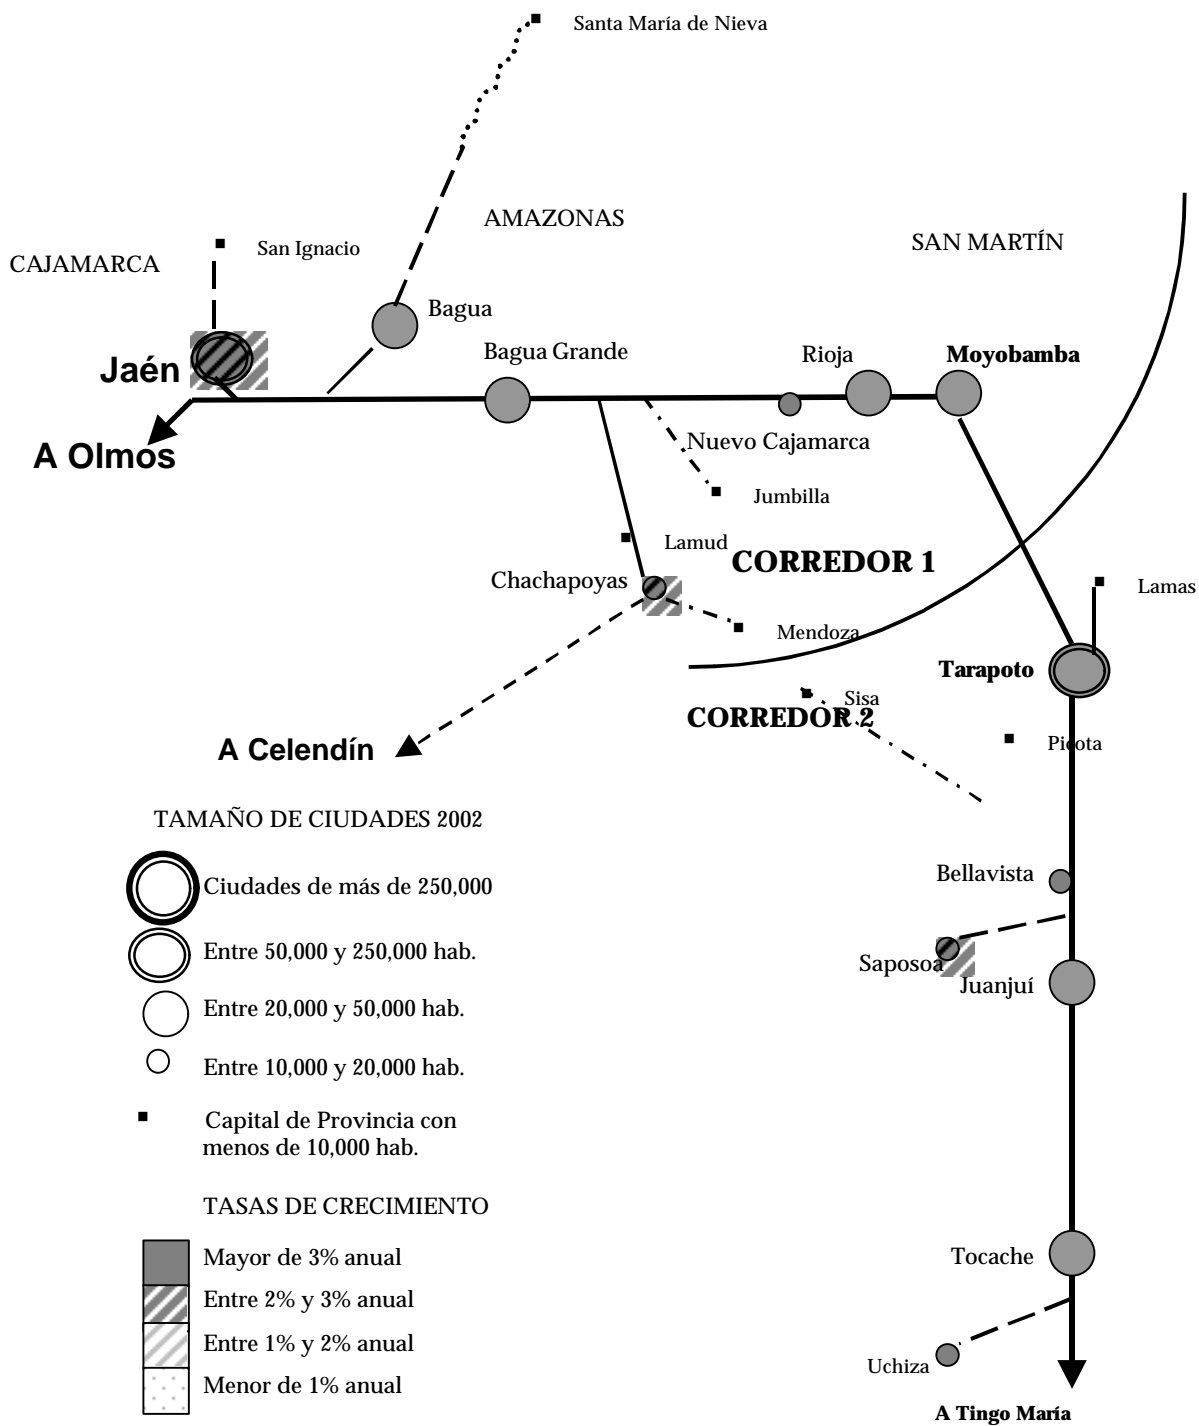 Santa María de Nieva
AMAZONAS
SAN MARTÍN
San Ignacio
CAJAMARCA
Bagua
Bagua Grande
Rioja
Moyobamba
Jaén
A Olmos
Nuevo Cajamarca
Jumbilla
Lamud
CORREDOR 1
Chachapoyas
Lamas
Mendoza
Tarapoto
Sisa
CORREDOR 2
Picota
A Celendín
TAMAÑO DE CIUDADES 2002
Bellavista
Ciudades de más de 250,000
Entre 50,000 y 250,000 hab.
Saposoa
Juanjuí
Entre 20,000 y 50,000 hab.
Entre 10,000 y 20,000 hab.
Capital de Provincia con
menos de 10,000 hab.
TASAS DE CRECIMIENTO
Mayor de 3% anual
Tocache
Entre 2% y 3% anual
Entre 1% y 2% anual
Uchiza
Menor de 1% anual
A Tingo María